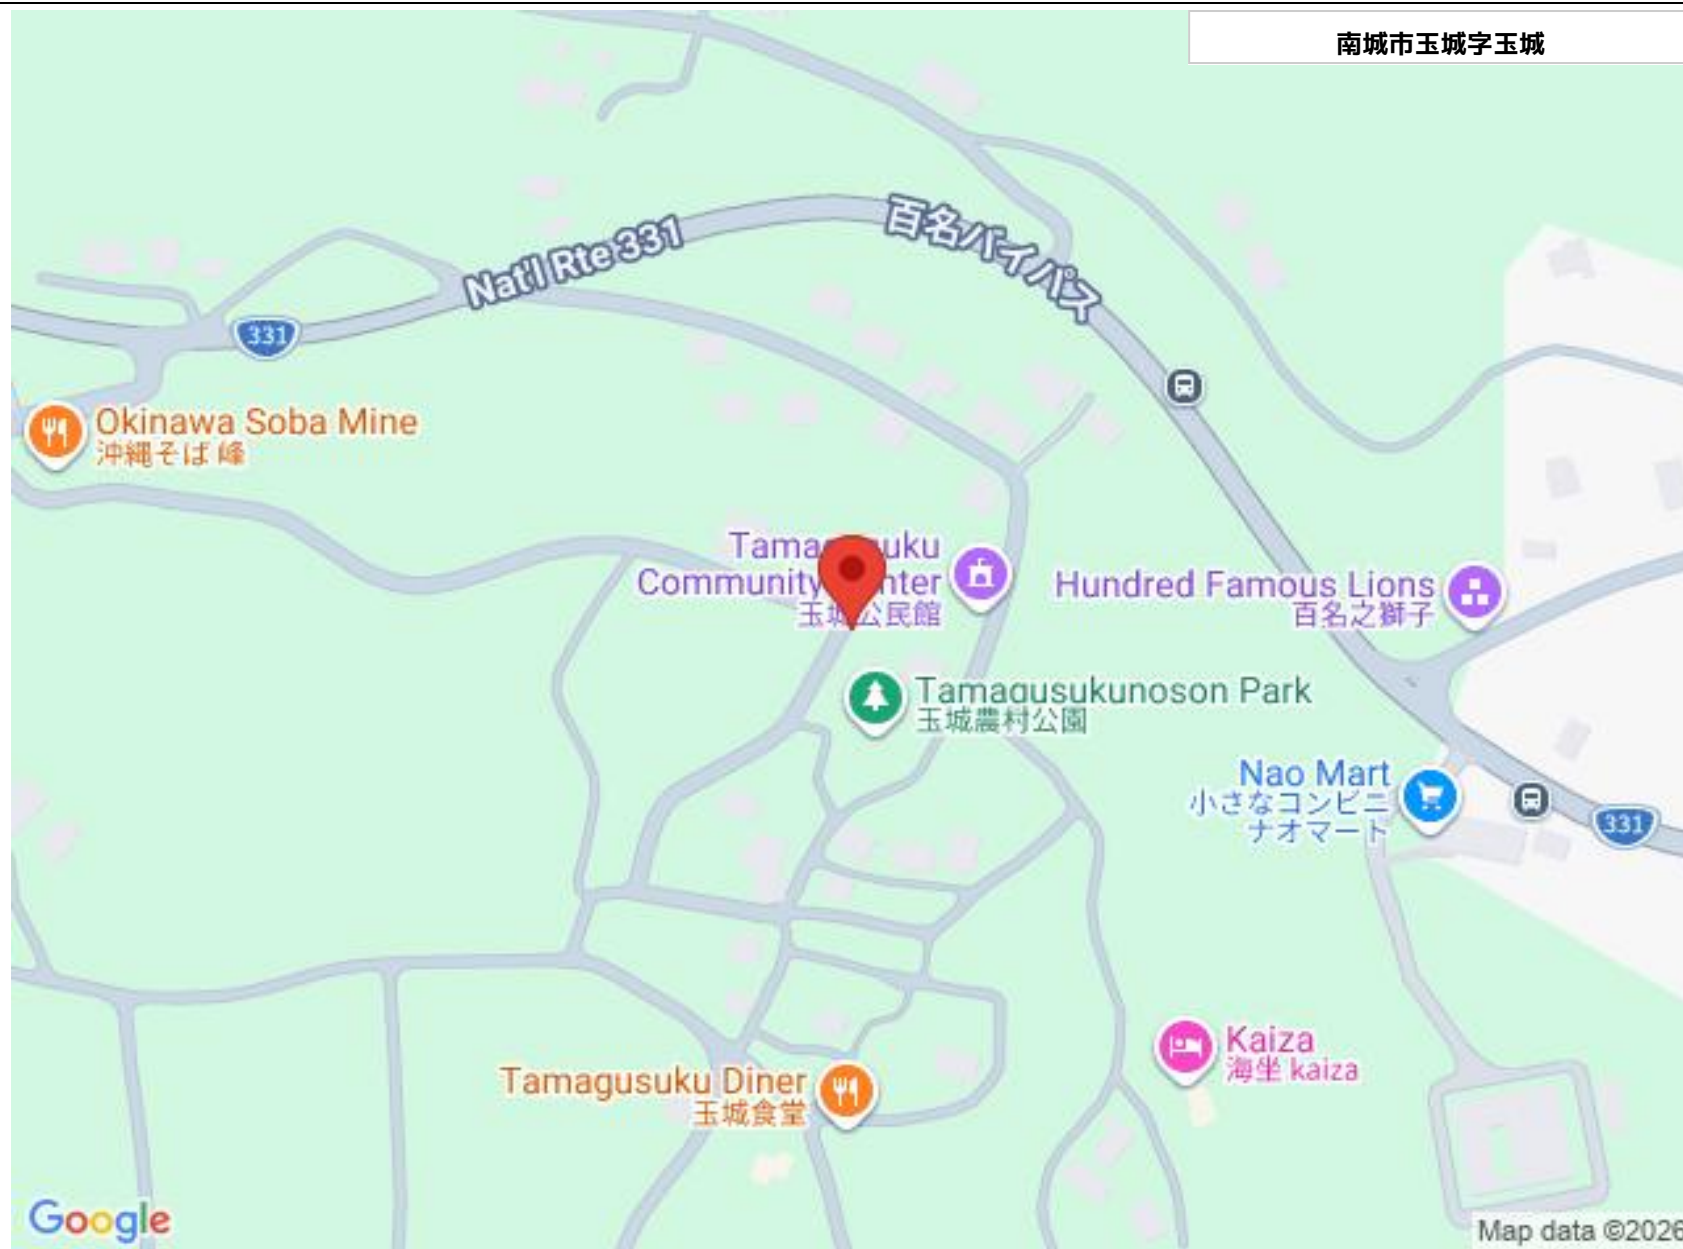 南城市玉城字玉城
百名バイパス
Nat'l Rte 331
331
Okinawa Soba Mine
沖縄そば 峰
Community
玉城公民館
Hundred Famous Lions
百名之獅子
Tamagusukunoson Park
玉城農村公園
Nao Mart
小さなコンビニ
ナオマート
331
Kaiza
海坐 kaiza
Tamagusuku Diner
玉城食堂
Google
Map data ©2026